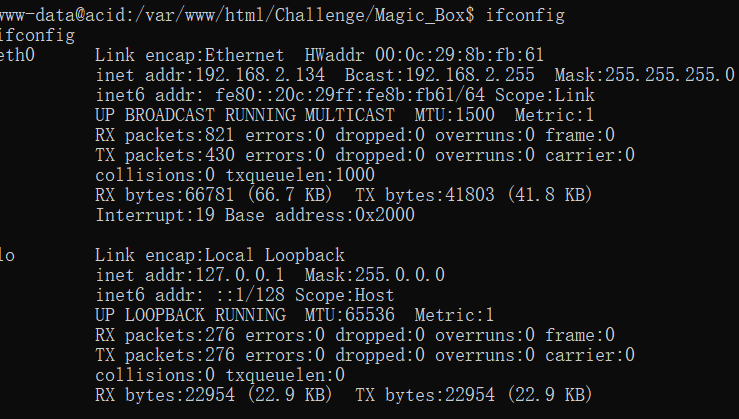 www-data@acid:/var/www/html/Challenge/Magic_Box$ ifconfig
ifconfig
eth0 Link encap:Ethernet HWaddr 00:0c:29:8b:fb:61
inet addr:192.168.2.134 Bcast:192.168.2.255 Mask:255.255.255.0
inet6 addr: fe80::20c:29ff:fe8b:fb61/64 Scope:Link
UP BROADCAST RUNNING MULTICAST MTU:1500 Metric:1
RX packets:821 errors:0 dropped:0 overruns:0 frame:0
TX packets:430 errors:0 dropped:0 overruns:0 carrier:0
collisions:0 txqueuelen:1000
RX bytes:66781 (66.7 KB) TX bytes:41803 (41.8 KB)
Interrupt:19 Base address:0x2000
lo Link encap:Local Loopback
inet addr:127.0.0.1 Mask:255.0.0.0
inet6 addr: ::1/128 Scope:Host
UP LOOPBACK RUNNING MTU:65536 Metric:1
RX packets:276 errors:0 dropped:0 overruns:0 frame:0
TX packets:276 errors:0 dropped:0 overruns:0 carrier:0
collisions:0 txqueuelen:0
RX bytes:22954 (22.9 KB) TX bytes:22954 (22.9 KB)